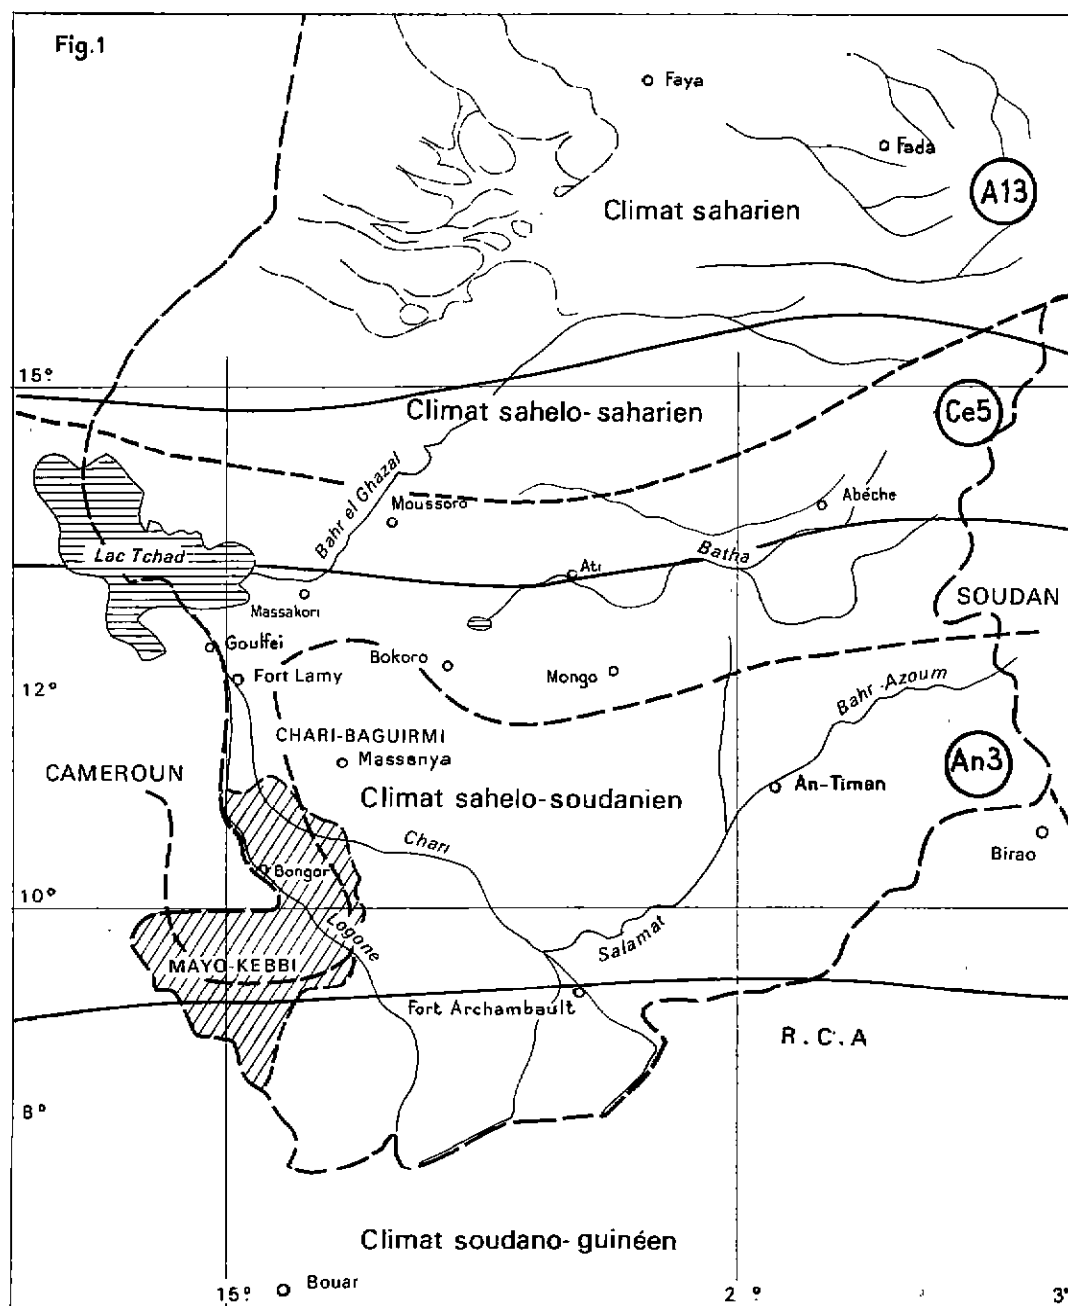 Fig.1
Faya
Fada
A13
Climat saharien
15°
Climat sahelo-saharien
Ce5
Bahr el Ghazal
Moussoro
Abéche
Lac Tchad
Batha
Ati
Massakori
SOUDAN
Goulfei
Bokoro
Mongo
12°
Fort Lamy
Bahr-Azoum
CHARI-BAGUIRMI
Massenya
CAMEROUN
An3
Climat sahelo-soudanien
An-Timan
Chari
Birao
Bongor
10°
Logone
Salamat
MAYO-KEBBI
Fort Archambault
R.C.A
8°
Climat soudano-guinéen
Bouar
15°
2 °
3°